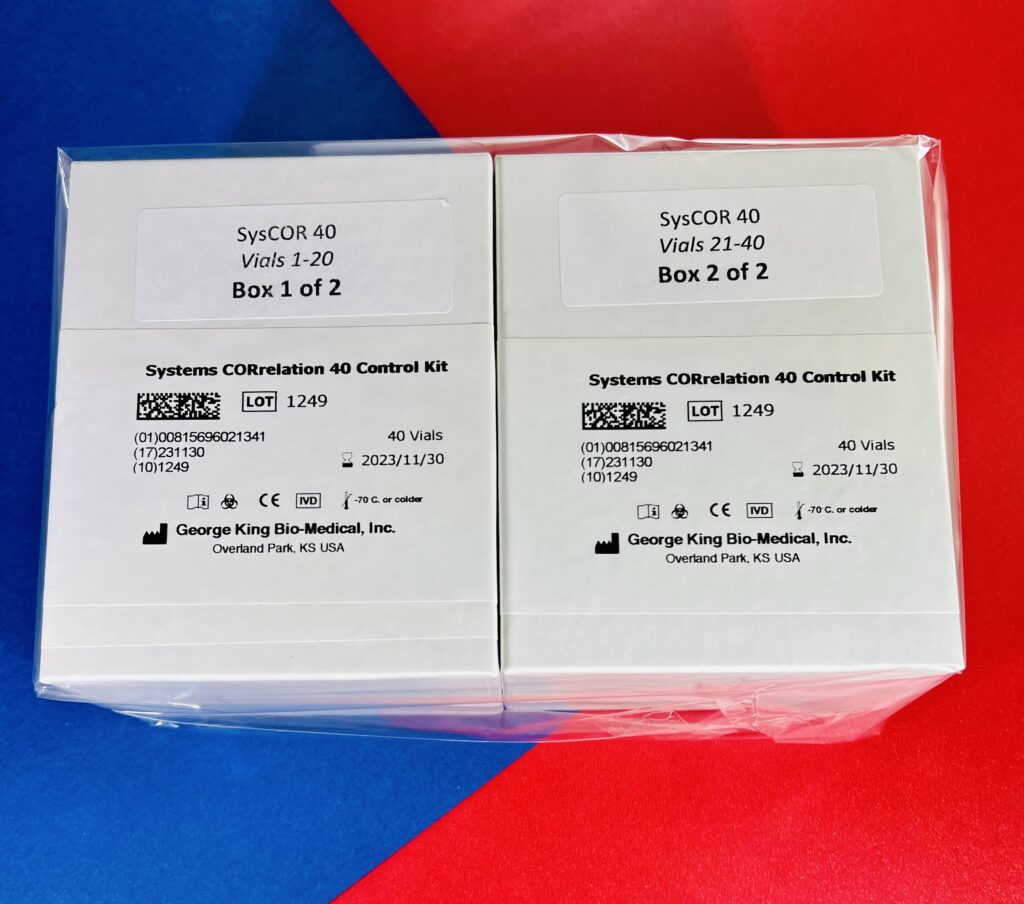 SysCOR 40
Vials 1-20
Box 1 of 2
Systems CORrelation 40 Control Kit
LOT 1249
(01)00815696021341
40 Vials
(17)231130
2023/11/30
(10)1249
CE IVD -70 C. or colder
George King Bio-Medical, Inc.
Overland Park, KS USA
SysCOR 40
Vials 21-40
Box 2 of 2
Systems CORrelation 40 Control Kit
LOT 1249
(01)00815696021341
40 Vials
(17)231130
2023/11/30
(10)1249
CE IVD -70 C. or colder
George King Bio-Medical, Inc.
Overland Park, KS USA